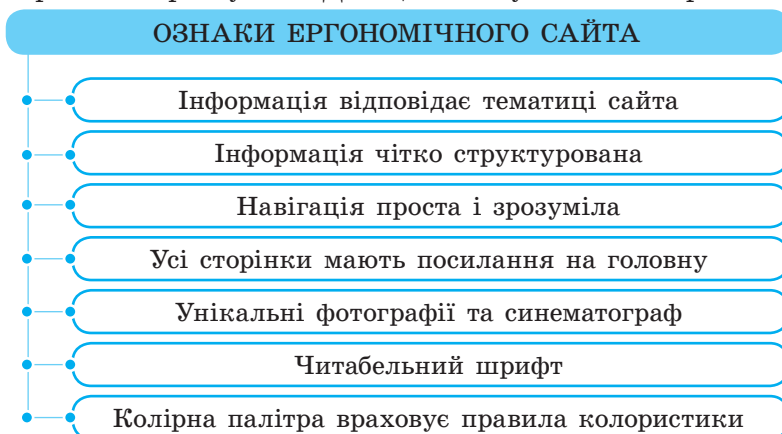 ОЗНАКИ ЕРГОНОМІЧНОГО САЙТА
Інформація відповідає тематиці сайта
Інформація чітко структурована
Навігація проста і зрозуміла
Усі сторінки мають посилання на головну
Унікальні фотографії та синематограф
Читабельний шрифт
Колірна палітра враховує правила колористики